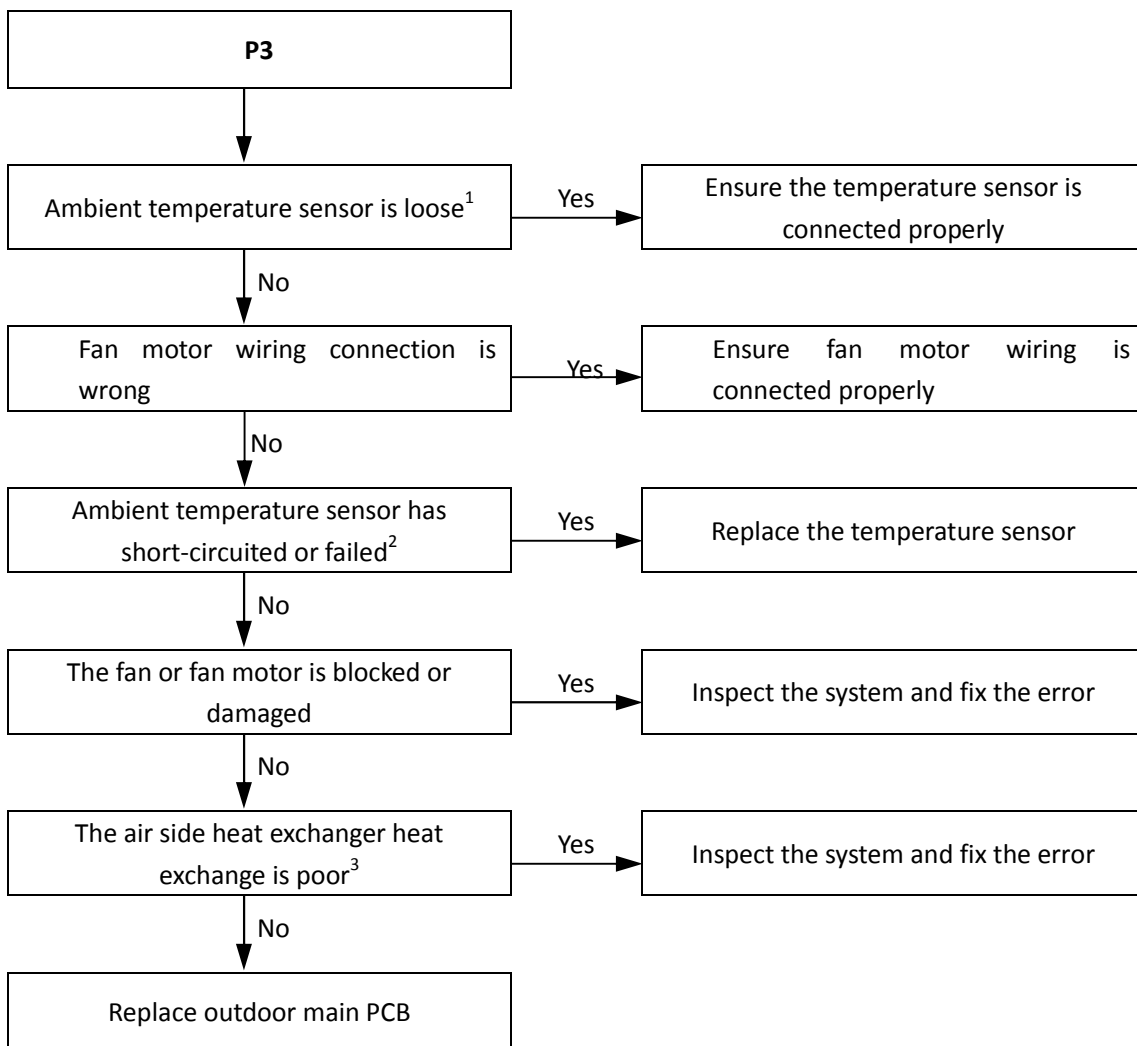 P3
Ambient temperature sensor is loose1
Yes
Ensure the temperature sensor is
connected properly
No
Fan motor wiring connection is
wrong
Yes
Ensure fan motor wiring is
connected properly
No
Ambient temperature sensor has
short-circuited or failed2
Yes
Replace the temperature sensor
No
The fan or fan motor is blocked or
damaged
Yes
Inspect the system and fix the error
No
The air side heat exchanger heat
exchange is poor3
Yes
Inspect the system and fix the error
No
Replace outdoor main PCB